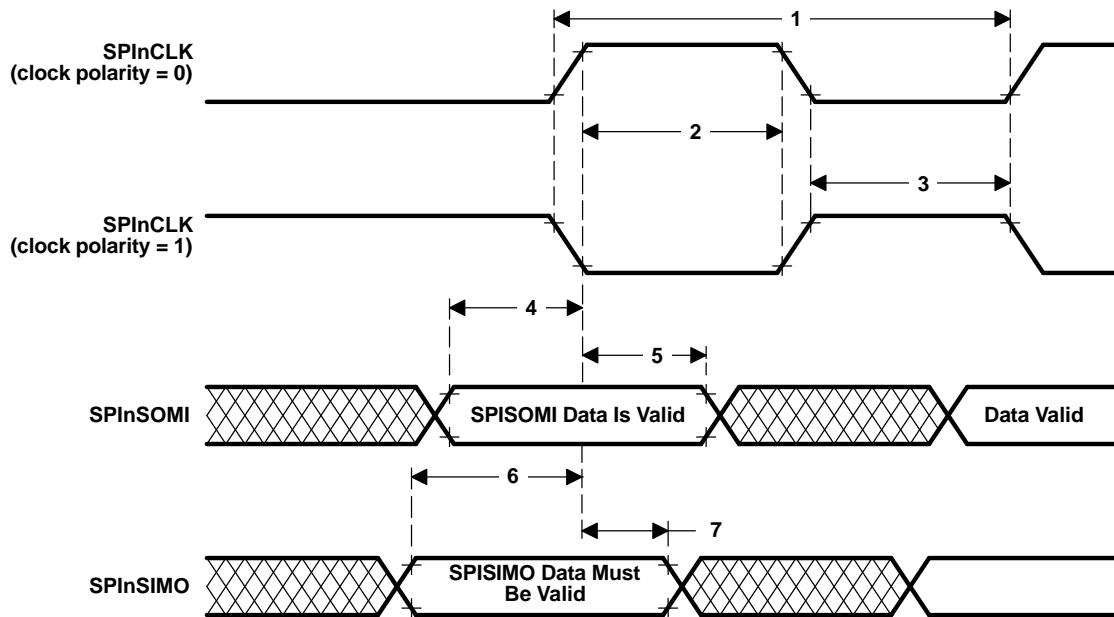 1
SPInCLK
(clock polarity = 0)
2
3
SPInCLK
(clock polarity = 1)
4
5
SPInSOMI
SPISOMI Data Is Valid
Data Valid
6
7
SPInSIMO
SPISIMO Data Must
Be Valid